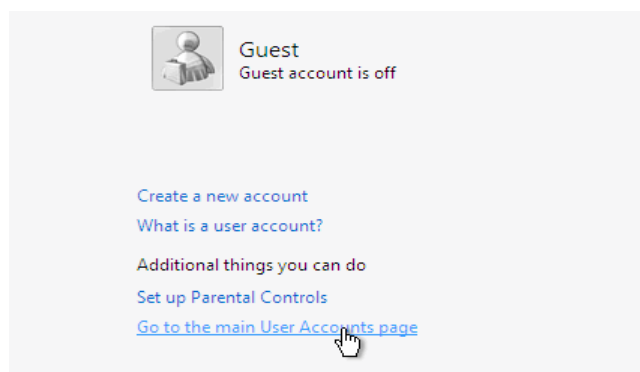 Guest
Guest account is off
Create a new account
What is a user account?
Additional things you can do
Set up Parental Controls
Go to the main User Accounts page